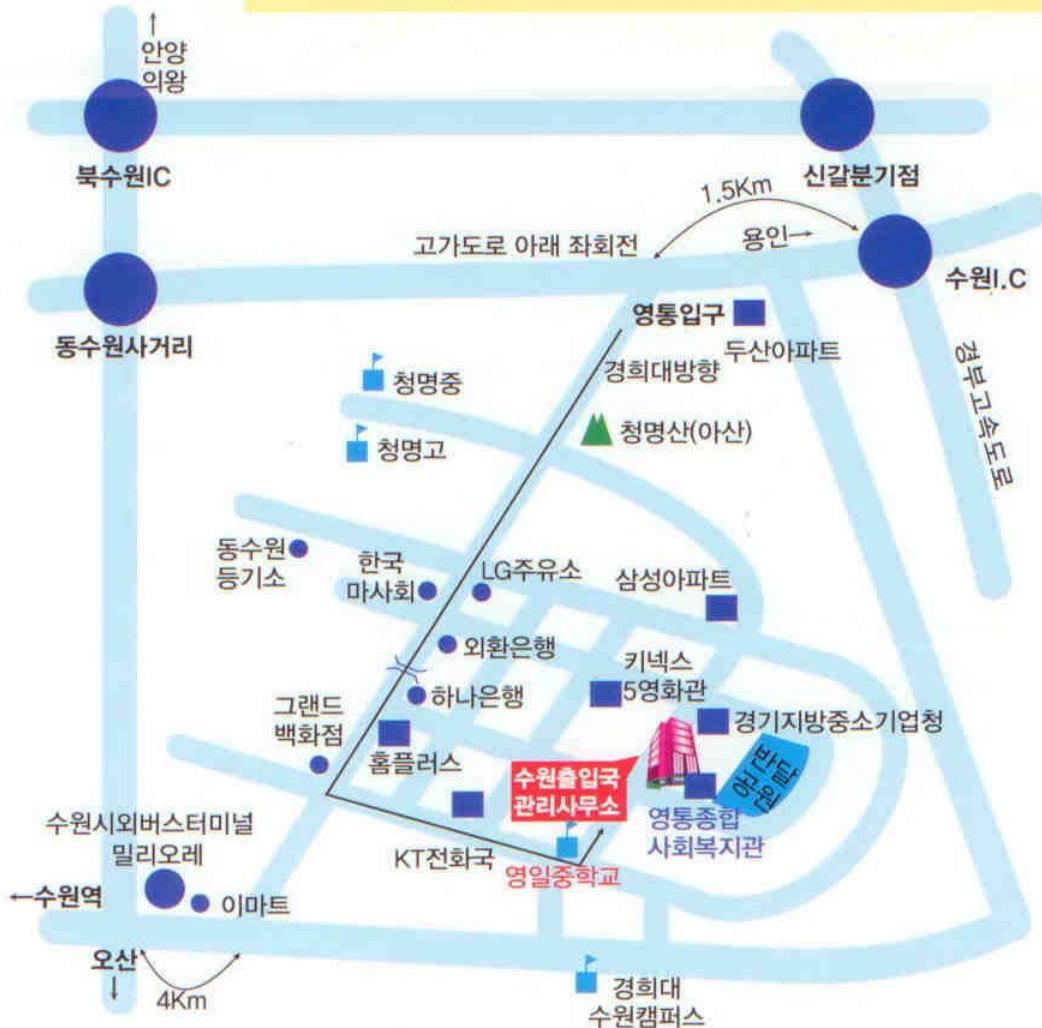 안양
의왕
북수원IC
신갈분기점
1.5Km
고가도로 아래 좌회전
용인→
수원I.C
동수원사거리
영통입구
두산아파트
경희대방향
청명중
청명산(아산)
청명고
경부고속도로
동수원
등기소
한국
마사회
LG주유소
삼성아파트
외환은행
키넥스
5영화관
하나은행
그랜드
백화점
경기지방중소기업청
홈플러스
수원출입국
관리사무소
반달
공원
영통종합
사회복지관
수원시외버스터미널
밀리오레
KT전화국
영일중학교
←수원역
이마트
오산
4Km
경희대
수원캠퍼스